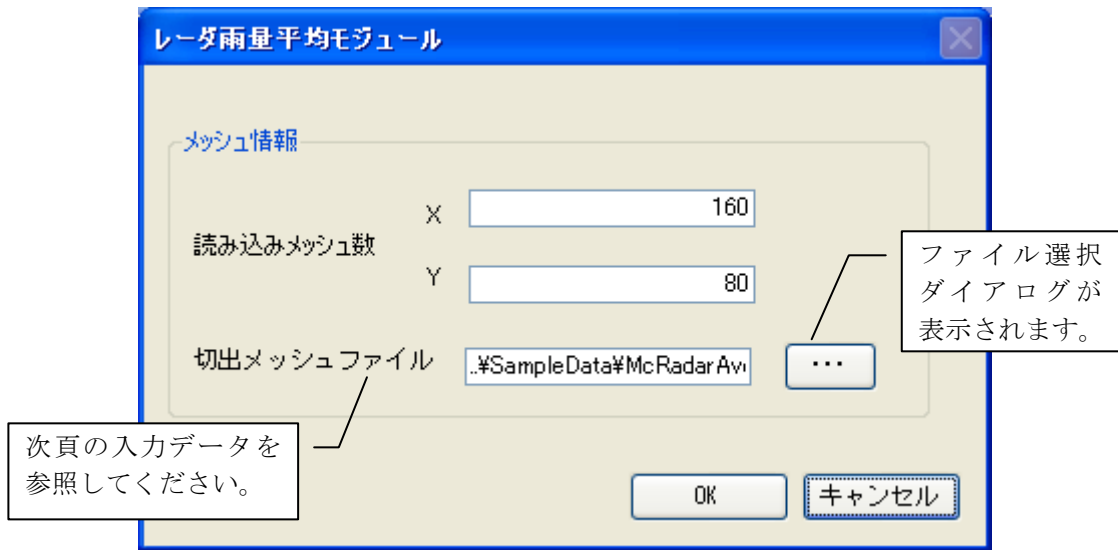 レーダ雨量平均モジュール
メッシュ情報
X
160
読み込みメッシュ数
Y
80
ファイル選択
ダイアログが
表示されます。
切出メッシュファイル
..¥SampleData¥McRadarAv
...
次頁の入力データを
参照してください。
OK
キャンセル